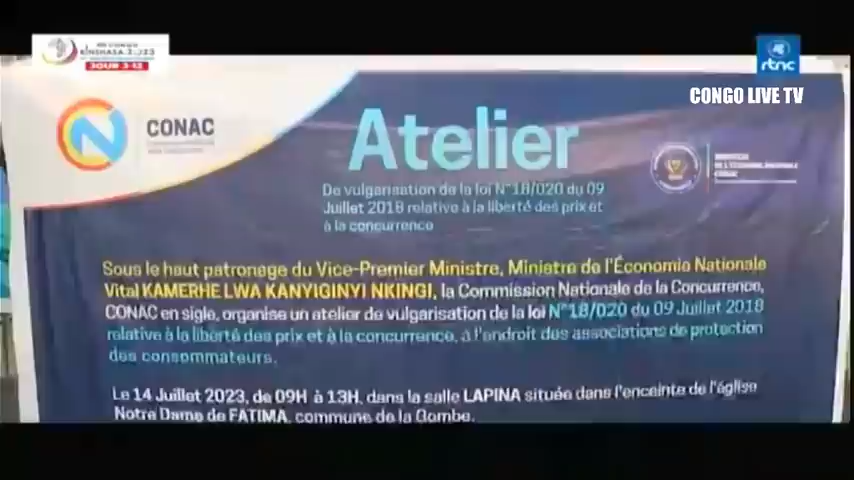 KINSHASA 2023
JOUR J-13
rtnc
CONGO LIVE TV
CONAC
Atelier
De vulgarisation de la loi N°18/020 du 09
Juillet 2018 relative à la liberté des prix et
à la concurrence
Sous le haut patronage du Vice-Premier Ministre, Ministre de l'Économie Nationale
Vital KAMERHE LWA KANYIGINYI NKINGI, la Commission Nationale de la Concurrence,
CONAC en sigle, organise un atelier de vulgarisation de la loi N°18/020 du 09 Juillet 2018
relative à la liberté des prix et à la concurrence, à l'endroit des associations de protection
des consommateurs.
Le 14 Juillet 2023, de 09H à 13H, dans la salle LAPINA située dans l'enceinte de l'église
Notre Dame de FATIMA, commune de la Gombe.